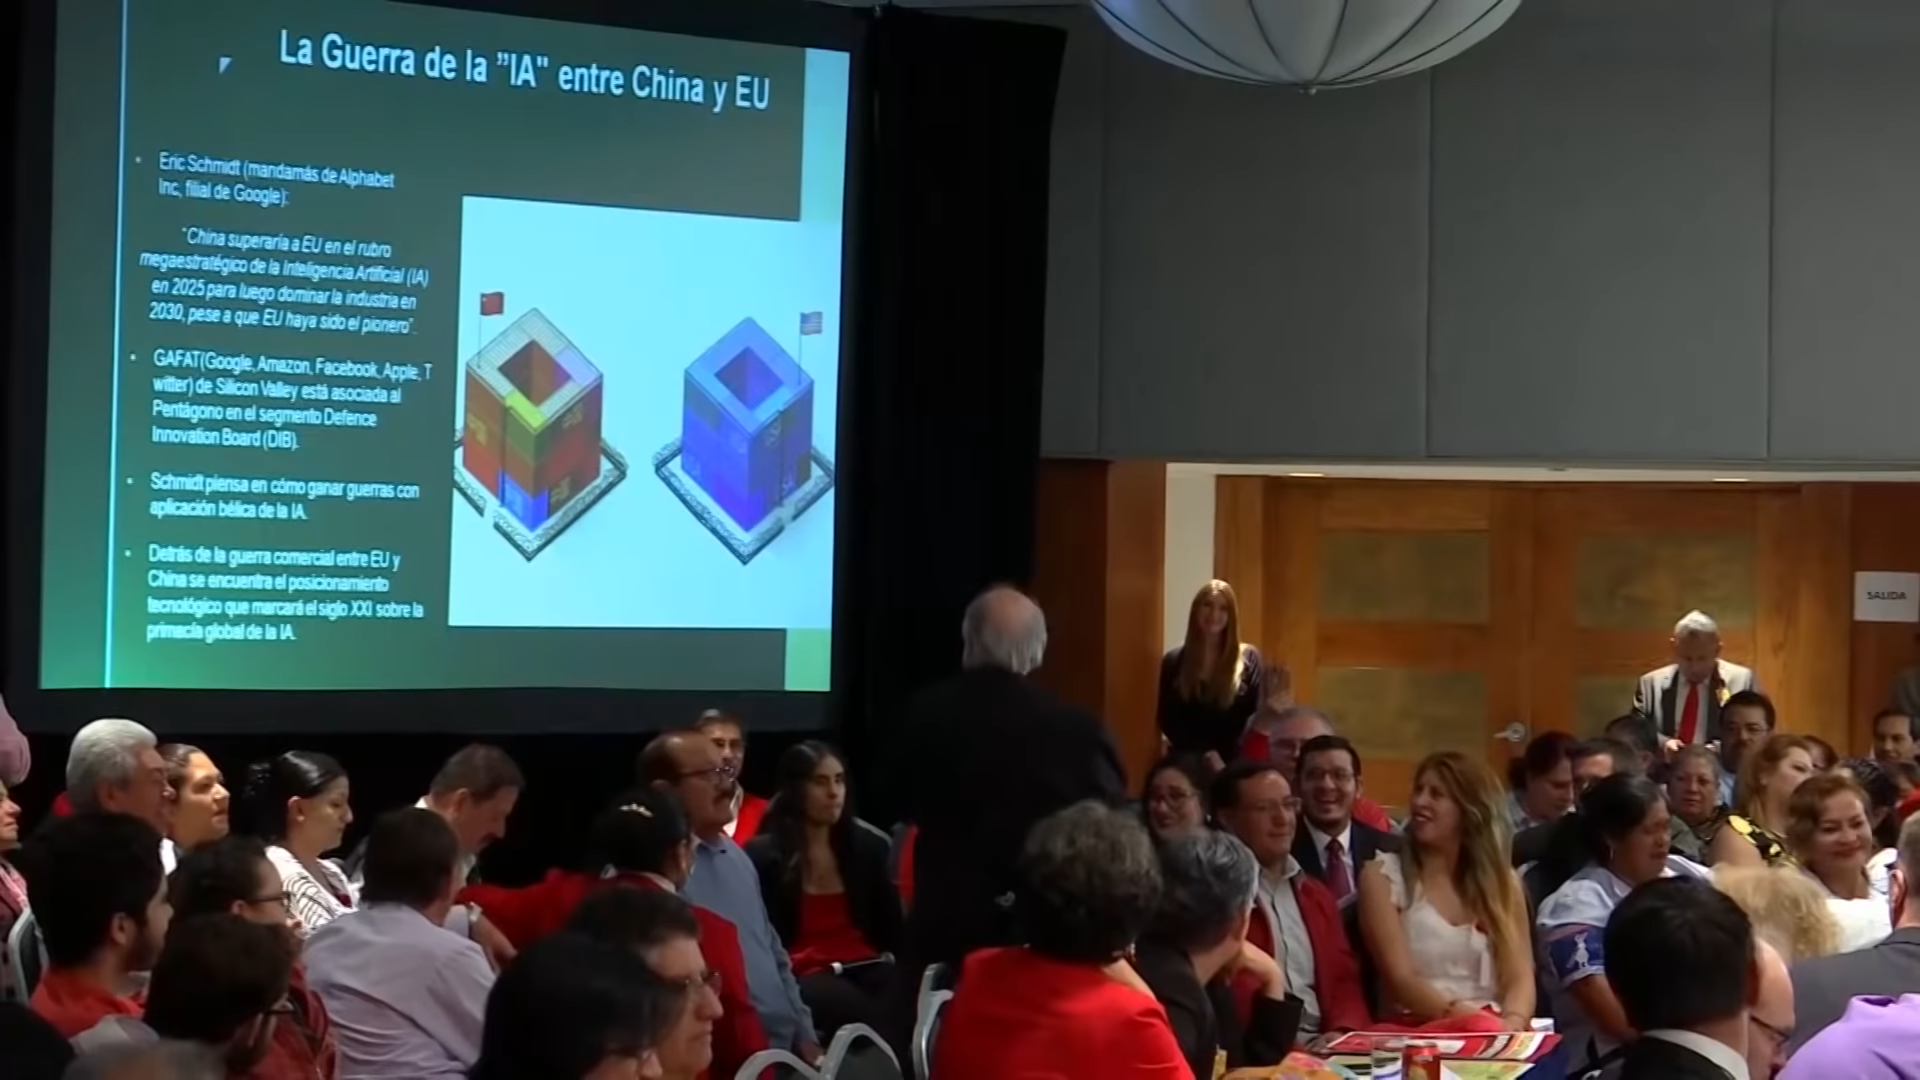 La Guerra de la "IA" entre China y EU
Eric Schmidt (mandamás de Alphabet
Inc, filial de Google):
"China superaría a EU en el rubro
megaestratégico de la Inteligencia Artificial (IA)
en 2025 para luego dominar la industria en
2030, pese a que EU haya sido el pionero".
GAFAT(Google, Amazon, Facebook, Apple, T
witter) de Silicon Valley está asociada al
Pentágono en el segmento Defence
Innovation Board (DIB).
Schmidt piensa en cómo ganar guerras con
aplicación bélica de la IA.
Detrás de la guerra comercial entre EU y
China se encuentra el posicionamiento
tecnológico que marcará el siglo XXI sobre la
primacía global de la IA.
SALIDA